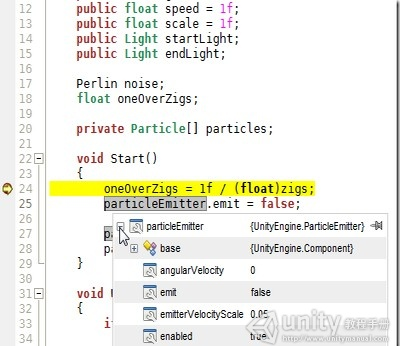 12 public float speed = 1f;
13 public float scale = 1f;
14 public Light startLight;
15 public Light endLight;
16
17 Perlin noise;
18 float oneOverZigs;
19
20 private Particle[] particles;
21
22 void Start()
23 {
24 oneOverZigs = 1f / (float)zigs;
25 particleEmitter.emit = false;
26
particleEmitter {UnityEngine.ParticleEmitter}
27 pa
base {UnityEngine.Component}
28 pa
29 }
angularVelocity 0
30
emit false
31 void
emitterVelocityScale 0.05
32 {
33 if
enabled true
34
unity 教程手册
www.unitymanual.com